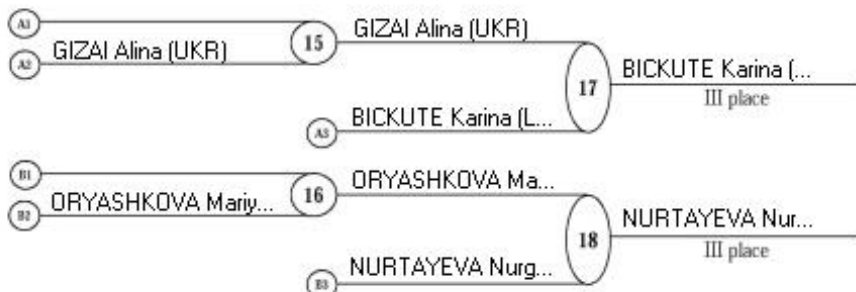 A1
GIZAI Alina (UKR)
A2
15
GIZAI Alina (UKR)
BICKUTE Karina (L...
A3
17
BICKUTE Karina (...
III place
B1
ORYASHKOVA Mariy...
B2
16
ORYASHKOVA Ma...
NURTAYEVA Nurg...
B3
18
NURTAYEVA Nur...
III place